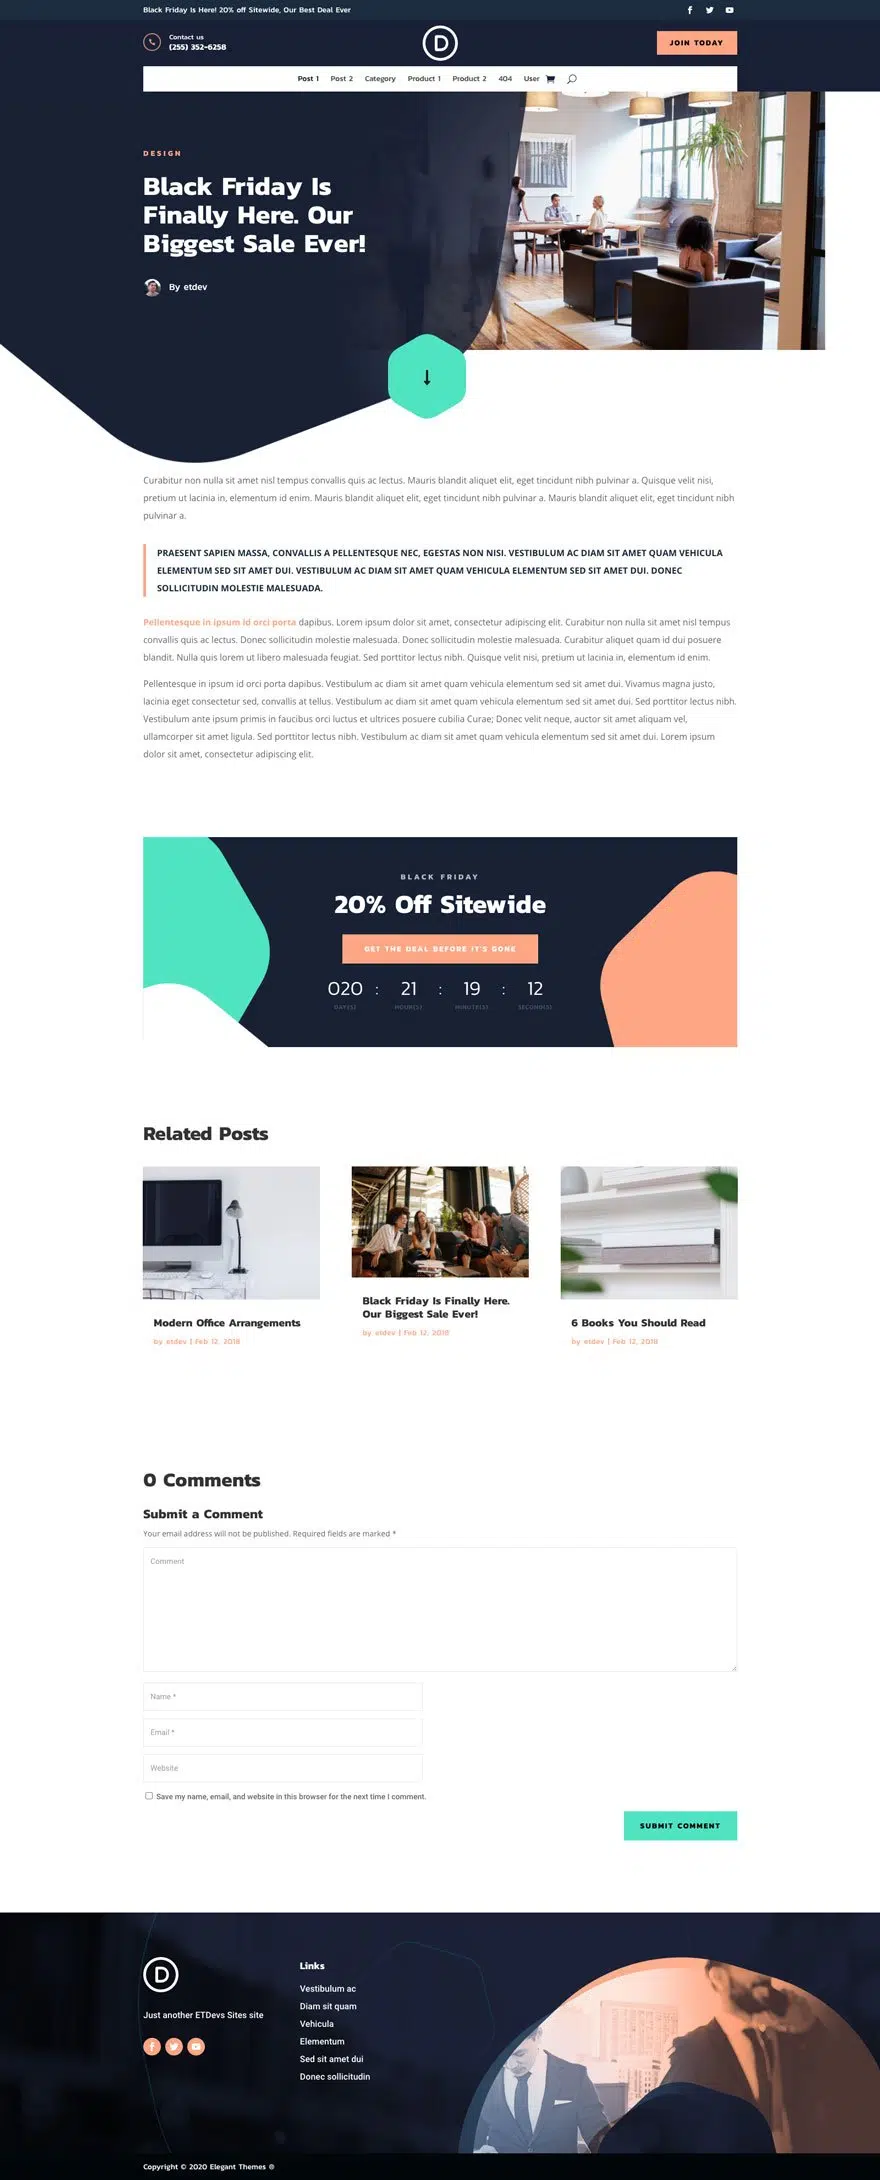 Black Friday Is Here! 20% off Sitewide, Our Best Deal Ever
Contact us
(255) 352-6258
D
JOIN TODAY
Post 1 Post 2 Category Product 1 Product 2 404 User
DESIGN
Black Friday Is
Finally Here. Our
Biggest Sale Ever!
By etdev
Curabitur non nulla sit amet nisl tempus convallis quis ac lectus. Mauris blandit aliquet elit, eget tincidunt nibh pulvinar a. Quisque velit nisi,
pretium ut lacinia in, elementum id enim. Mauris blandit aliquet elit, eget tincidunt nibh pulvinar a. Mauris blandit aliquet elit, eget tincidunt nibh
pulvinar a.
PRAESENT SAPIEN MASSA, CONVALLIS A PELLENTESQUE NEC, EGESTAS NON NISI. VESTIBULUM AC DIAM SIT AMET QUAM VEHICULA
ELEMENTUM SED SIT AMET DUI. VESTIBULUM AC DIAM SIT AMET QUAM VEHICULA ELEMENTUM SED SIT AMET DUI. DONEC
SOLLICITUDIN MOLESTIE MALESUADA.
Pellentesque in ipsum id orci porta dapibus. Lorem ipsum dolor sit amet, consectetur adipiscing elit. Curabitur non nulla sit amet nisl tempus
convallis quis ac lectus. Donec sollicitudin molestie malesuada. Donec sollicitudin molestie malesuada. Curabitur aliquet quam id dui posuere
blandit. Nulla quis lorem ut libero malesuada feugiat. Sed porttitor lectus nibh. Quisque velit nisi, pretium ut lacinia in, elementum id enim.
Pellentesque in ipsum id orci porta dapibus. Vestibulum ac diam sit amet quam vehicula elementum sed sit amet dui. Vivamus magna justo,
lacinia eget consectetur sed, convallis at tellus. Vestibulum ac diam sit amet quam vehicula elementum sed sit amet dui. Sed porttitor lectus nibh.
Vestibulum ante ipsum primis in faucibus orci luctus et ultrices posuere cubilia Curae; Donec velit neque, auctor sit amet aliquam vel,
ullamcorper sit amet ligula. Sed porttitor lectus nibh. Vestibulum ac diam sit amet quam vehicula elementum sed sit amet dui. Lorem ipsum
dolor sit amet, consectetur adipiscing elit.
BLACK FRIDAY
20% Off Sitewide
GET THE DEAL BEFORE IT'S GONE
020 : 21 : 19 : 12
DAY(S) HOUR(S) MINUTE(S) SECOND(S)
Related Posts
Modern Office Arrangements
by etdev | Feb 12, 2018
Black Friday Is Finally Here.
Our Biggest Sale Ever!
by etdev | Feb 12, 2018
6 Books You Should Read
by etdev | Feb 12, 2018
0 Comments
Submit a Comment
Your email address will not be published. Required fields are marked *
Comment
Name *
Email *
Website
Save my name, email, and website in this browser for the next time I comment.
SUBMIT COMMENT
D
Just another ETDevs Sites site
Links
Vestibulum ac
Diam sit quam
Vehicula
Elementum
Sed sit amet dui
Donec sollicitudin
Copyright © 2020 Elegant Themes ®